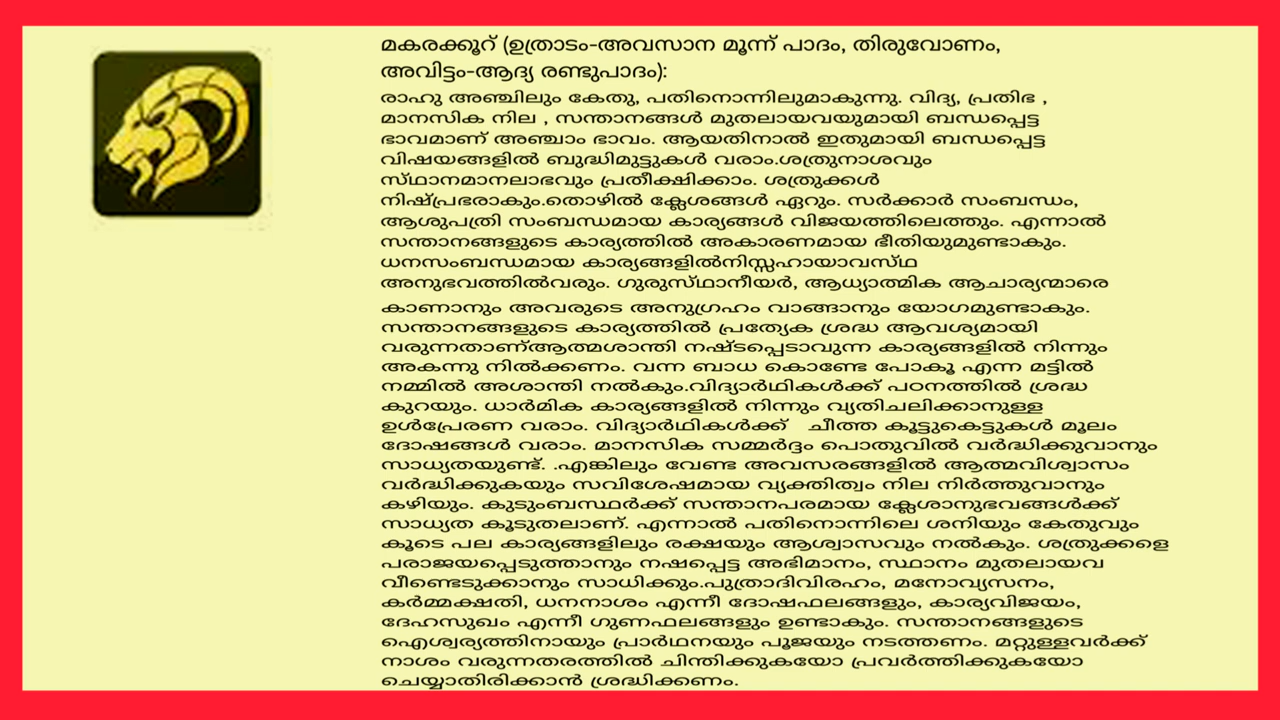 മകരക്കൂറ് (ഉത്രാടം-അവസാന മൂന്ന് പാദം, തിരുവോണം,
അവിട്ടം-ആദ്യ രണ്ടുപാദം):
രാഹു അഞ്ചിലും കേതു, പതിനൊന്നിലുമാകുന്നു. വിദ്യ, പ്രതിഭ ,
മാനസിക നില , സന്താനങ്ങൾ മുതലായവയുമായി ബന്ധപ്പെട്ട
ഭാവമാണ് അഞ്ചാം ഭാവം. ആയതിനാൽ ഇതുമായി ബന്ധപ്പെട്ട
വിഷയങ്ങളിൽ ബുദ്ധിമുട്ടുകൾ വരാം.ശത്രുനാശവും
സ്ഥാനമാനലാഭവും പ്രതീക്ഷിക്കാം. ശത്രുക്കൾ
നിഷ്പ്രഭരാകും.തൊഴിൽ ക്ലേശങ്ങൾ ഏറും. സർക്കാർ സംബന്ധം,
ആശുപത്രി സംബന്ധമായ കാര്യങ്ങൾ വിജയത്തിലെത്തും. എന്നാൽ
സന്താനങ്ങളുടെ കാര്യത്തിൽ അകാരണമായ ഭീതിയുമുണ്ടാകും.
ധനസംബന്ധമായ കാര്യങ്ങളിൽനിസ്സഹായാവസ്ഥ
അനുഭവത്തിൽവരും. ഗുരുസ്ഥാനീയർ, ആധ്യാത്മിക ആചാര്യന്മാരെ
കാണാനും അവരുടെ അനുഗ്രഹം വാങ്ങാനും യോഗമുണ്ടാകും.
സന്താനങ്ങളുടെ കാര്യത്തിൽ പ്രത്യേക ശ്രദ്ധ ആവശ്യമായി
വരുന്നതാണ്ആത്മശാന്തി നഷ്ടപ്പെടാവുന്ന കാര്യങ്ങളിൽ നിന്നും
അകന്നു നിൽക്കണം. വന്ന ബാധ കൊണ്ടേ പോകൂ എന്ന മട്ടിൽ
നമ്മിൽ അശാന്തി നൽകും.വിദ്യാർഥികൾക്ക് പഠനത്തിൽ ശ്രദ്ധ
കുറയും. ധാർമിക കാര്യങ്ങളിൽ നിന്നും വ്യതിചലിക്കാനുള്ള
ഉൾപ്രേരണ വരാം. വിദ്യാർഥികൾക്ക് ചീത്ത കൂട്ടുകെട്ടുകൾ മൂലം
ദോഷങ്ങൾ വരാം. മാനസിക സമ്മർദ്ദം പൊതുവിൽ വർദ്ധിക്കുവാനും
സാധ്യതയുണ്ട്. .എങ്കിലും വേണ്ട അവസരങ്ങളിൽ ആത്മവിശ്വാസം
വർദ്ധിക്കുകയും സവിശേഷമായ വ്യക്തിത്വം നില നിർത്തുവാനും
കഴിയും. കുടുംബസ്ഥർക്ക് സന്താനപരമായ ക്ലേശാനുഭവങ്ങൾക്ക്
സാധ്യത കൂടുതലാണ്. എന്നാൽ പതിനൊന്നിലെ ശനിയും കേതുവും
കൂടെ പല കാര്യങ്ങളിലും രക്ഷയും ആശ്വാസവും നൽകും. ശത്രുക്കളെ
പരാജയപ്പെടുത്താനും നഷപ്പെട്ട അഭിമാനം, സ്ഥാനം മുതലായവ
വീണ്ടെടുക്കാനും സാധിക്കും.പുത്രാദിവിരഹം, മനോവ്യസനം,
കർമ്മക്ഷതി, ധനനാശം എന്നീ ദോഷഫലങ്ങളും, കാര്യവിജയം,
ദേഹസുഖം എന്നീ ഗുണഫലങ്ങളും ഉണ്ടാകും. സന്താനങ്ങളുടെ
ഐശ്വര്യത്തിനായും പ്രാർഥനയും പൂജയും നടത്തണം. മറ്റുള്ളവർക്ക്
നാശം വരുന്നതരത്തിൽ ചിന്തിക്കുകയോ പ്രവർത്തിക്കുകയോ
ചെയ്യാതിരിക്കാൻ ശ്രദ്ധിക്കണം.